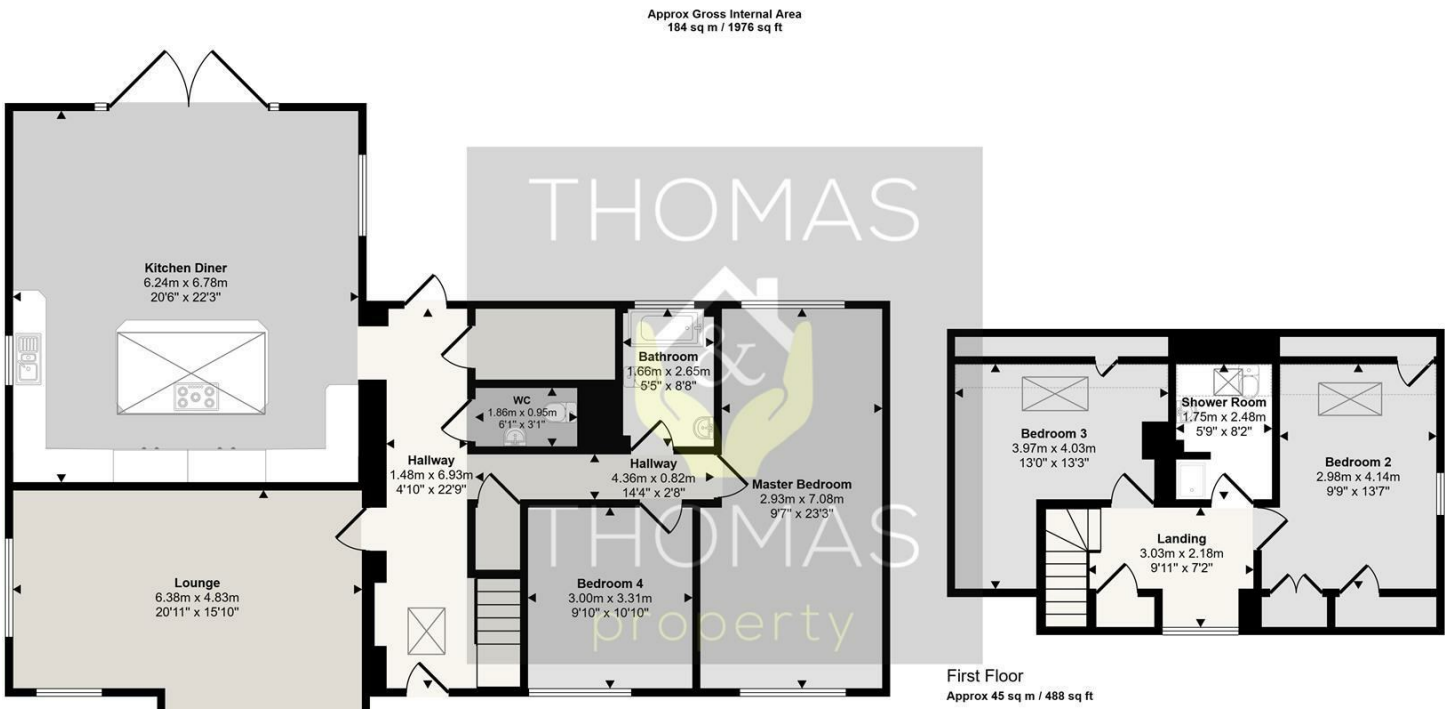 Approx Gross Internal Area
184 sq m / 1976 sq ft
THOMAS
&
THOMAS
property
Kitchen Diner
6.24m x 6.78m
20'6" x 22'3"
Bathroom
1.66m x 2.65m
5'5" x 8'8"
WC
1.86m x 0.95m
6'1" x 3'1"
Hallway
1.48m x 6.93m
4'10" x 22'9"
Hallway
4.36m x 0.82m
14'4" x 2'8"
Master Bedroom
2.93m x 7.08m
9'7" x 23'3"
Lounge
6.38m x 4.83m
20'11" x 15'10"
Bedroom 4
3.00m x 3.31m
9'10" x 10'10"
Bedroom 3
3.97m x 4.03m
13'0" x 13'3"
Shower Room
1.75m x 2.48m
5'9" x 8'2"
Bedroom 2
2.98m x 4.14m
9'9" x 13'7"
Landing
3.03m x 2.18m
9'11" x 7'2"
First Floor
Approx 45 sq m / 488 sq ft